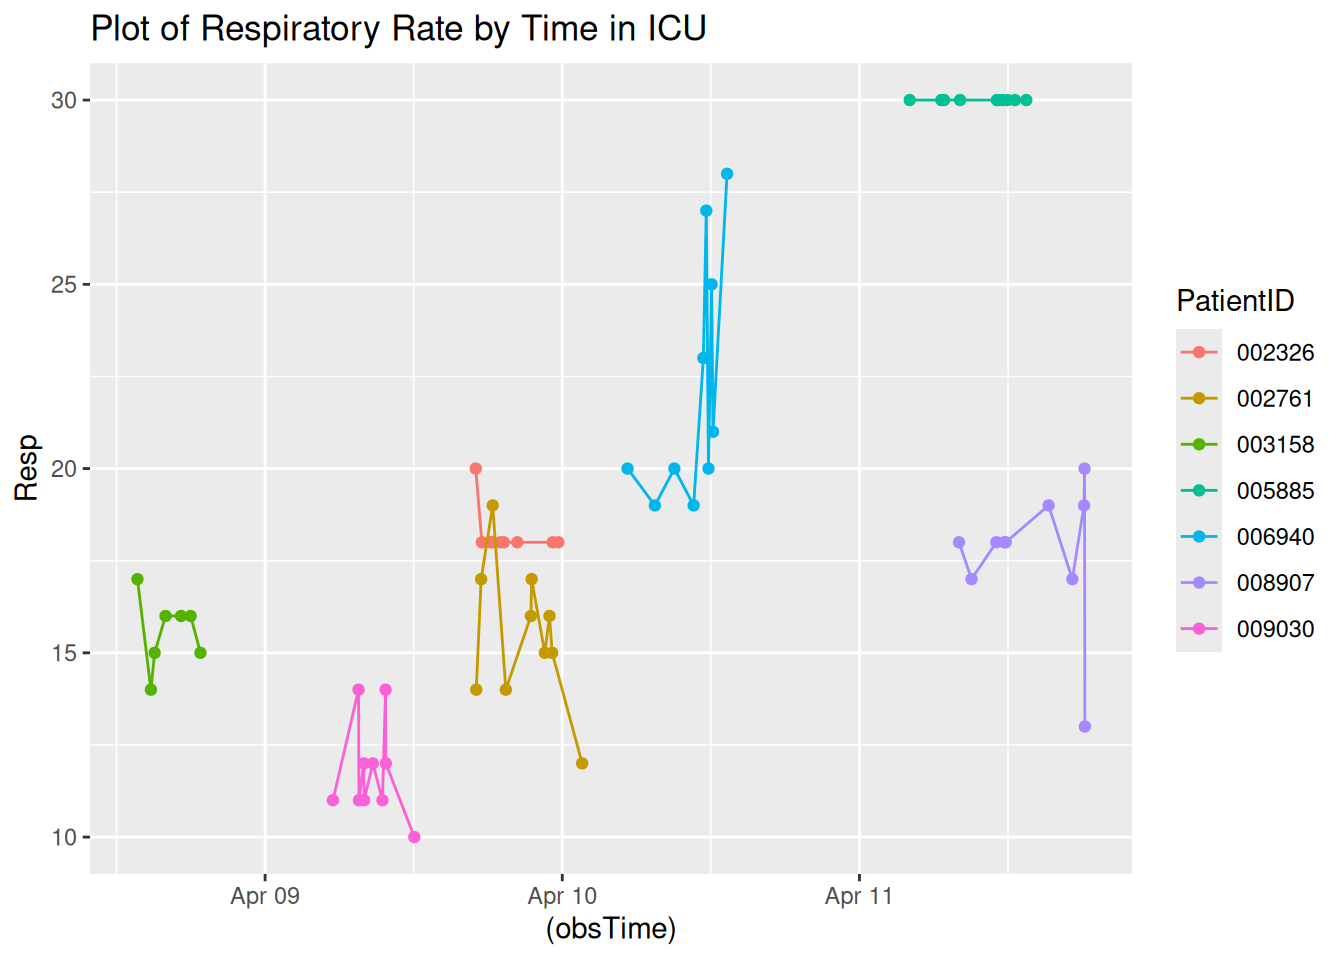 Plot of Respiratory Rate by Time in ICU
30
25
20
15
10
Resp
Apr 09
Apr 10
Apr 11
(obsTime)
PatientID
002326
002761
003158
005885
006940
008907
009030